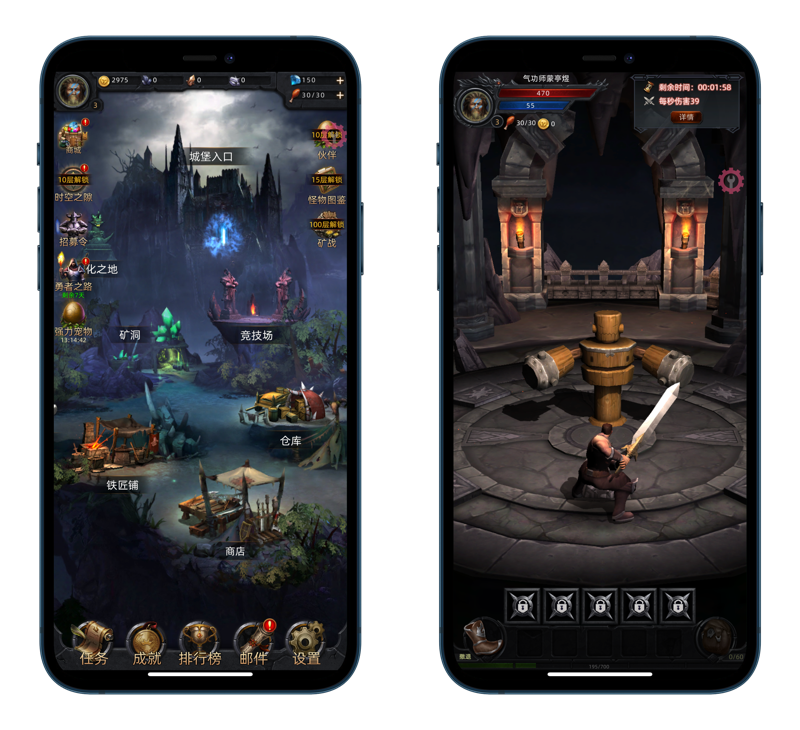 2975
0
0
0
150
30/30
3
商城
10层解锁
伙伴
城堡入口
10层解锁
时空之隙
15层解锁
怪物图鉴
招募令
100层解锁
矿战
化之地
勇者之路
强力宠物
13:14:42
矿洞
竞技场
仓库
铁匠铺
商店
任务
成就
排行榜
邮件
设置
气功师蒙亭煜
470
55
3
30/30
0
剩余时间：00:01:58
每秒伤害39
详情
撤退
195/700
0/60